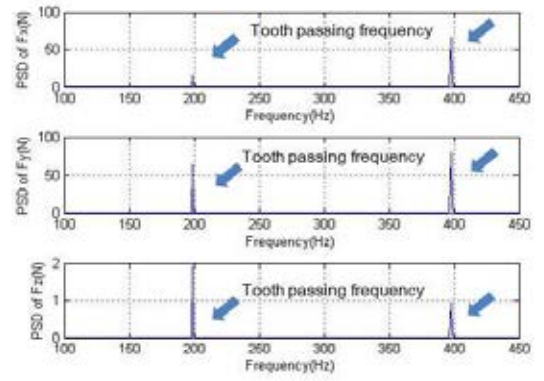 100
50
0
PSD of Fx(N)
Tooth passing frequency
100 150 200 250 300 350 400 450
Frequency(Hz)
100
50
0
PSD of Fy(N)
Tooth passing frequency
100 150 200 250 300 350 400 450
Frequency(Hz)
2
1
0
PSD of Fz(N)
Tooth passing frequency
100 150 200 250 300 350 400 450
Frequency(Hz)